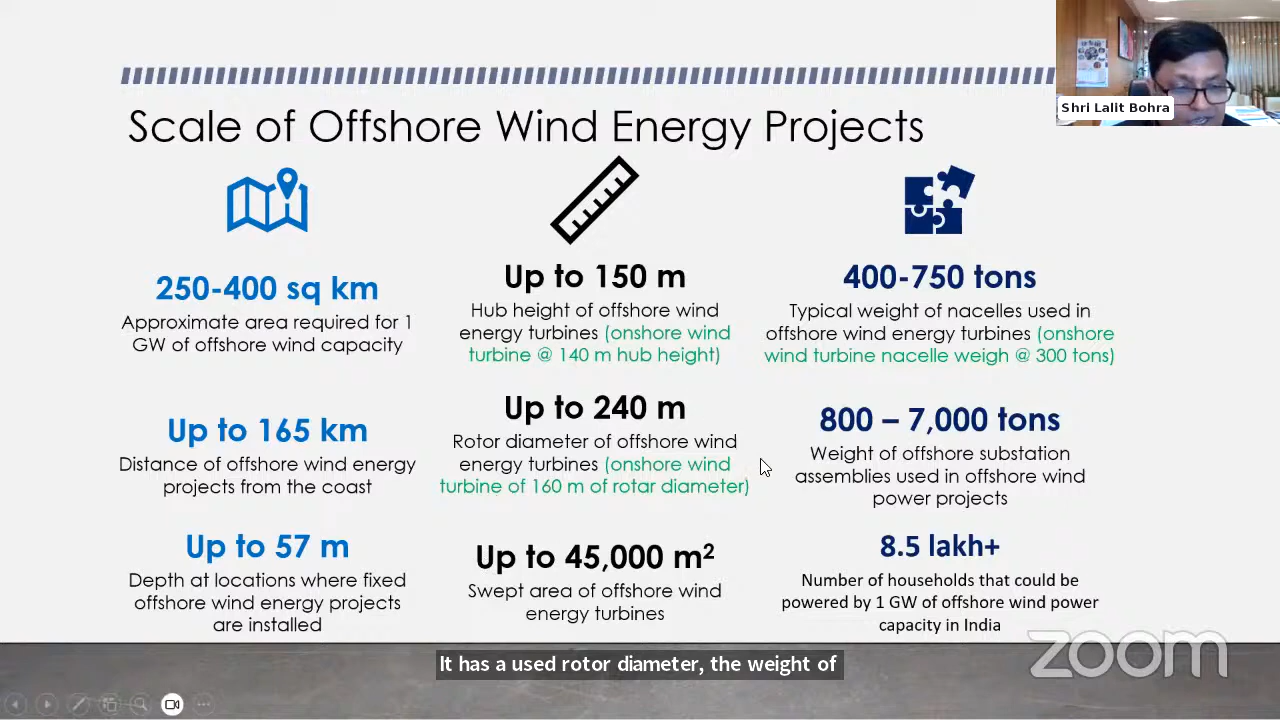 Shri Lalit Bohra
Scale of Offshore Wind Energy Projects
250-400 sq km
Approximate area required for 1
GW of offshore wind capacity
Up to 165 km
Distance of offshore wind energy
projects from the coast
Up to 57 m
Depth at locations where fixed
offshore wind energy projects
are installed
Up to 150 m
Hub height of offshore wind
energy turbines (onshore wind
turbine @ 140 m hub height)
Up to 240 m
Rotor diameter of offshore wind
energy turbines (onshore wind
turbine of 160 m of rotar diameter)
Up to 45,000 m²
Swept area of offshore wind
energy turbines
400-750 tons
Typical weight of nacelles used in
offshore wind energy turbines (onshore
wind turbine nacelle weigh @ 300 tons)
800 – 7,000 tons
Weight of offshore substation
assemblies used in offshore wind
power projects
8.5 lakh+
Number of households that could be
powered by 1 GW of offshore wind power
capacity in India
It has a used rotor diameter, the weight of
zoom